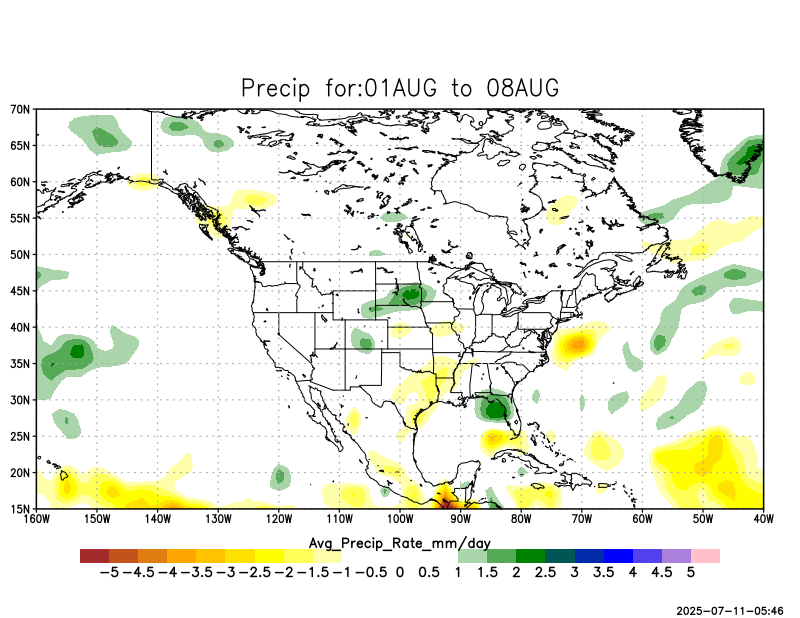 Precip for:01AUG to 08AUG
70N
65N
60N
55N
50N
45N
40N
35N
30N
25N
20N
15N
160W 150W 140W 130W 120W 110W 100W 90W 80W 70W 60W 50W 40W
Avg_Precip_Rate_mm/day
-5 -4.5 -4 -3.5 -3 -2.5 -2 -1.5 -1 -0.5 0 0.5 1 1.5 2 2.5 3 3.5 4 4.5 5
2025-07-11-05:46